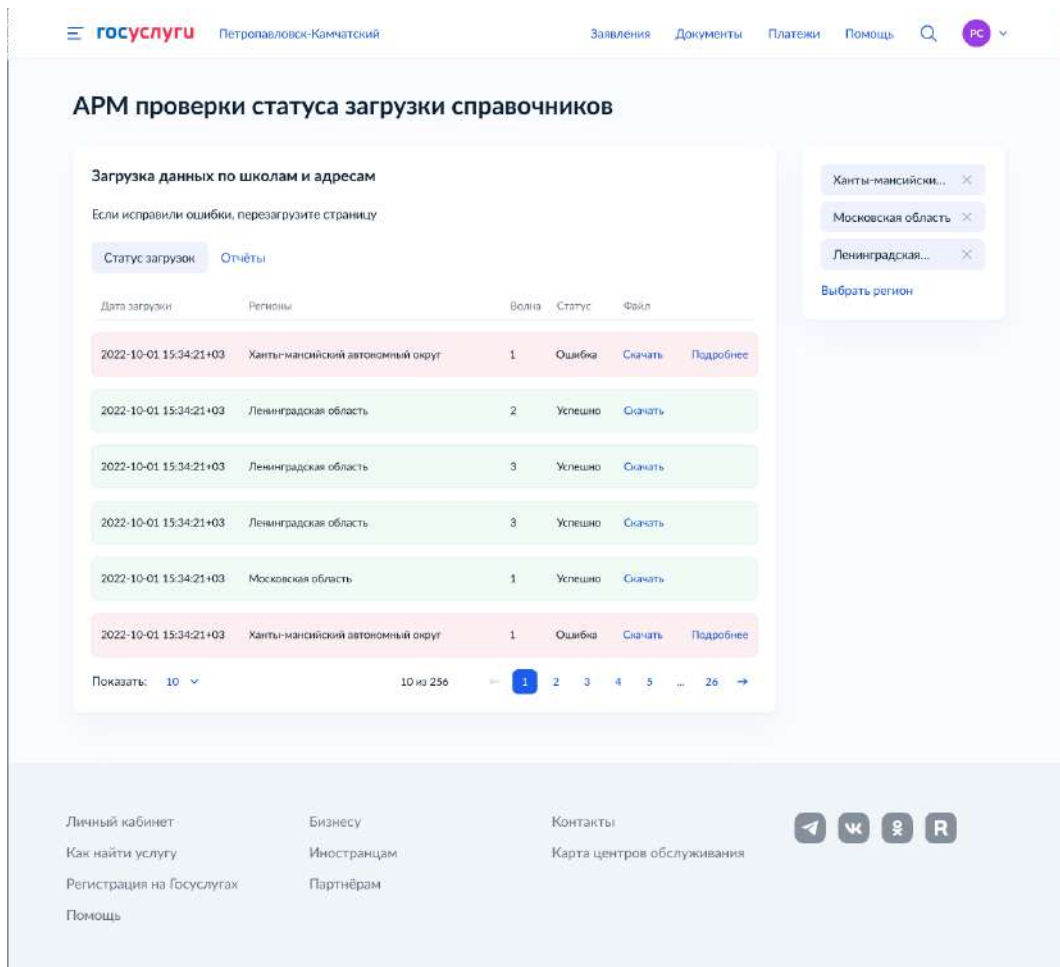 госуслуги Петропавловск-Камчатский Заявления Документы Платежи Помощь РС
АРМ проверки статуса загрузки справочников
Загрузка данных по школам и адресам
Если исправили ошибки, перезагрузите страницу
Статус загрузок Отчёты
Дата загрузки Регионы Волна Статус Файл
2022-10-01 15:34:21+03 Ханты-мансийский автономный округ 1 Ошибка Скачать Подробнее
2022-10-01 15:34:21+03 Ленинградская область 2 Успешно Скачать
2022-10-01 15:34:21+03 Ленинградская область 3 Успешно Скачать
2022-10-01 15:34:21+03 Ленинградская область 3 Успешно Скачать
2022-10-01 15:34:21+03 Московская область 1 Успешно Скачать
2022-10-01 15:34:21+03 Ханты-мансийский автономный округ 1 Ошибка Скачать Подробнее
Показать: 10 10 из 256 ← 1 2 3 4 5 ... 26 →
Ханты-мансийски... ×
Московская область ×
Ленинградская... ×
Выбрать регион
Личный кабинет
Как найти услугу
Регистрация на Госуслугах
Помощь
Бизнесу
Иностранцам
Партнёрам
Контакты
Карта центров обслуживания